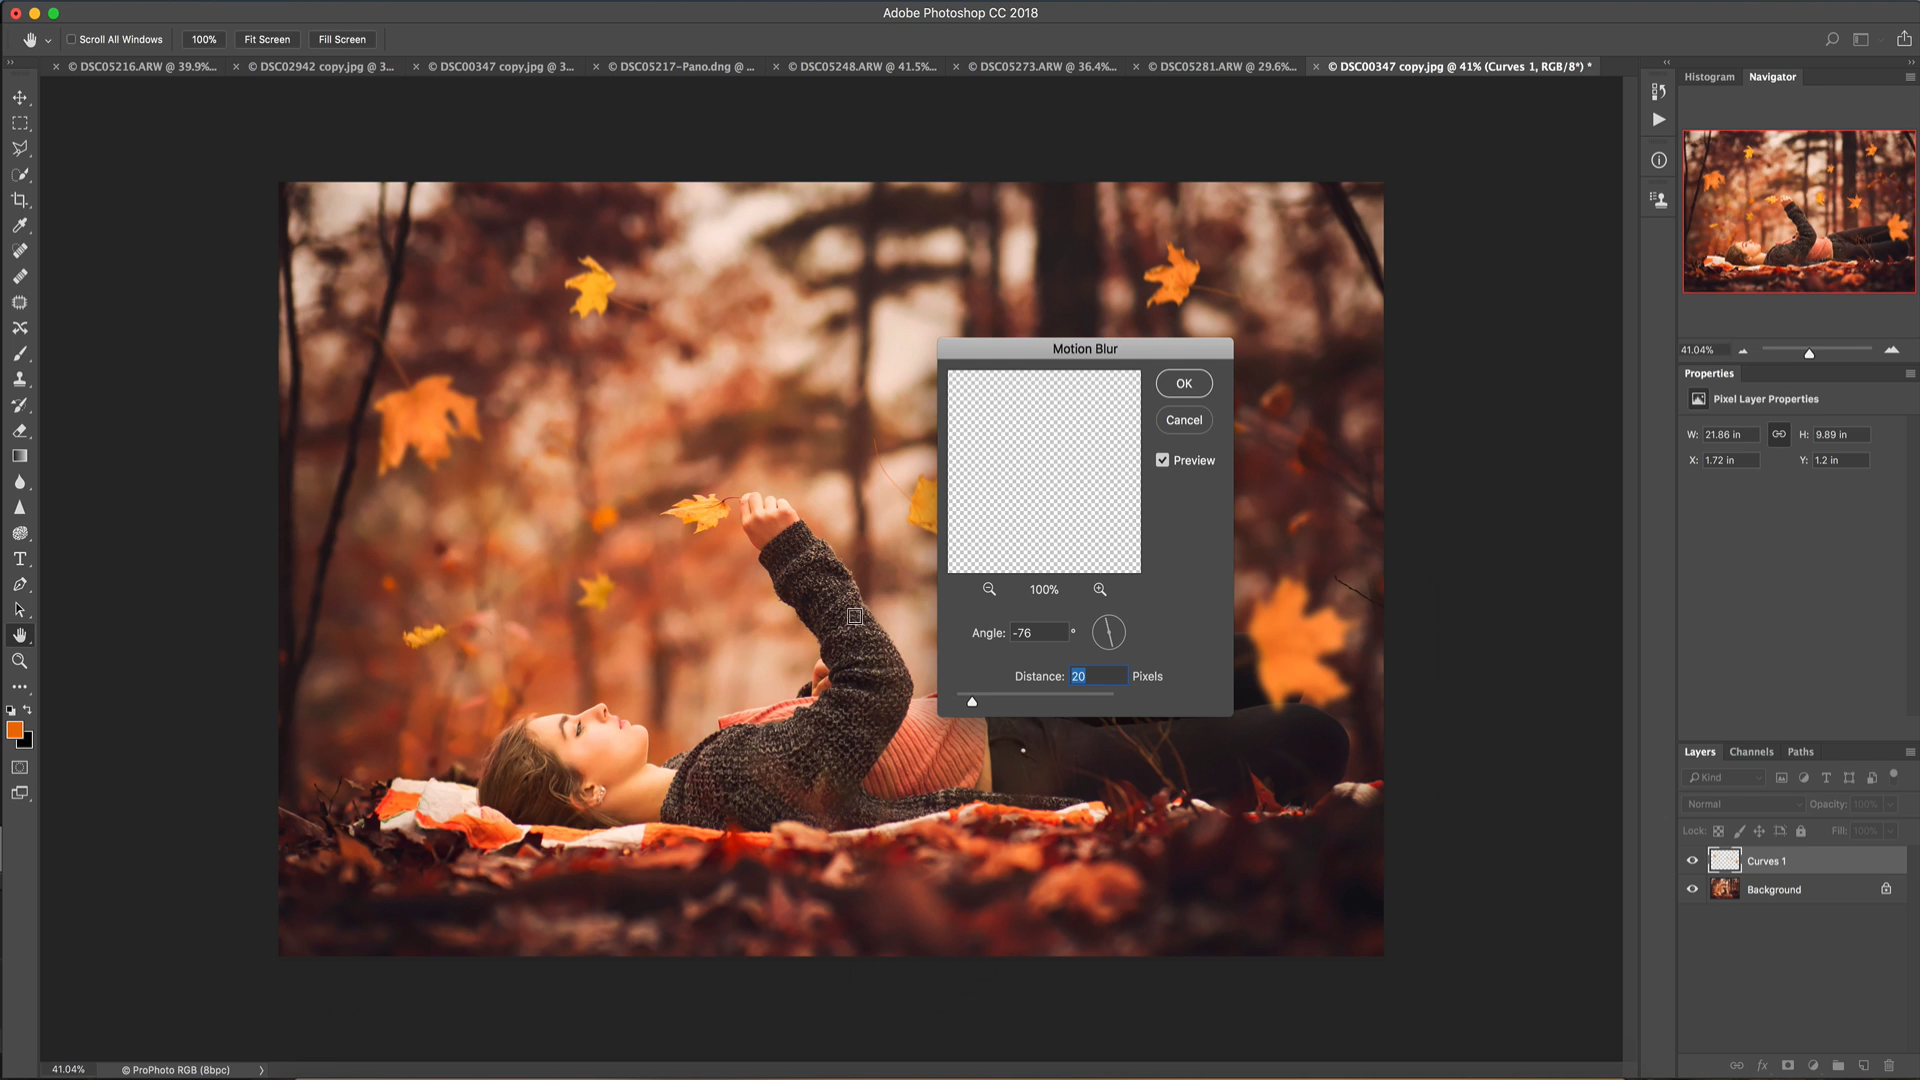 Adobe Photoshop CC 2018
Scroll All Windows
100%
Fit Screen
Fill Screen
© DSC05216.ARW @ 39.9%...
© DSC02942 copy.jpg @ 3...
© DSC00347 copy.jpg @ 3...
© DSC05217-Pano.dng @ ...
© DSC05248.ARW @ 41.5%...
© DSC05273.ARW @ 36.4%...
© DSC05281.ARW @ 29.6%...
© DSC00347 copy.jpg @ 41% (Curves 1, RGB/8*) *
Histogram
Navigator
41.04%
Properties
Pixel Layer Properties
W: 21.86 in
H: 9.89 in
X: 1.72 in
Y: 1.2 in
Motion Blur
OK
Cancel
Preview
100%
Angle: -76 °
Distance: 20 Pixels
Layers
Channels
Paths
Kind
Normal
Opacity: 100%
Lock:
Fill: 100%
Curves 1
Background
fx
41.04%
© ProPhoto RGB (8bpc)